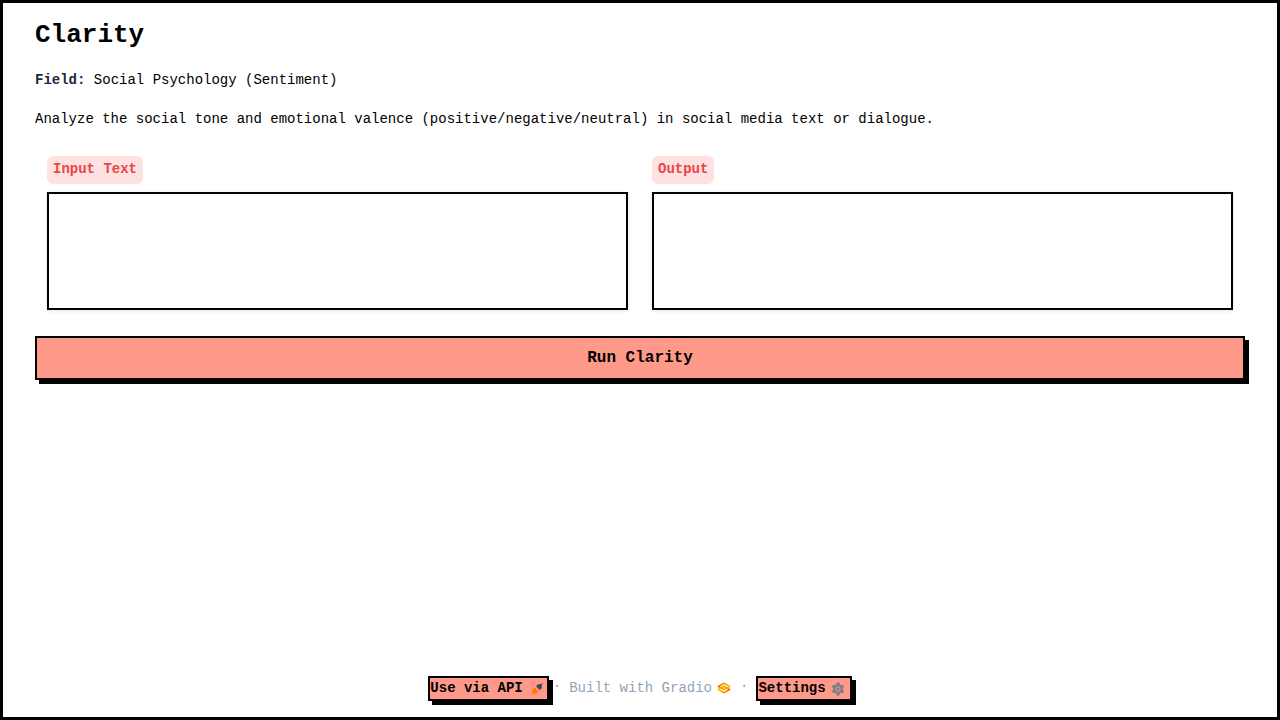 Clarity
Field: Social Psychology (Sentiment)
Analyze the social tone and emotional valence (positive/negative/neutral) in social media text or dialogue.
Input Text
Output
Run Clarity
Use via API · Built with Gradio · Settings